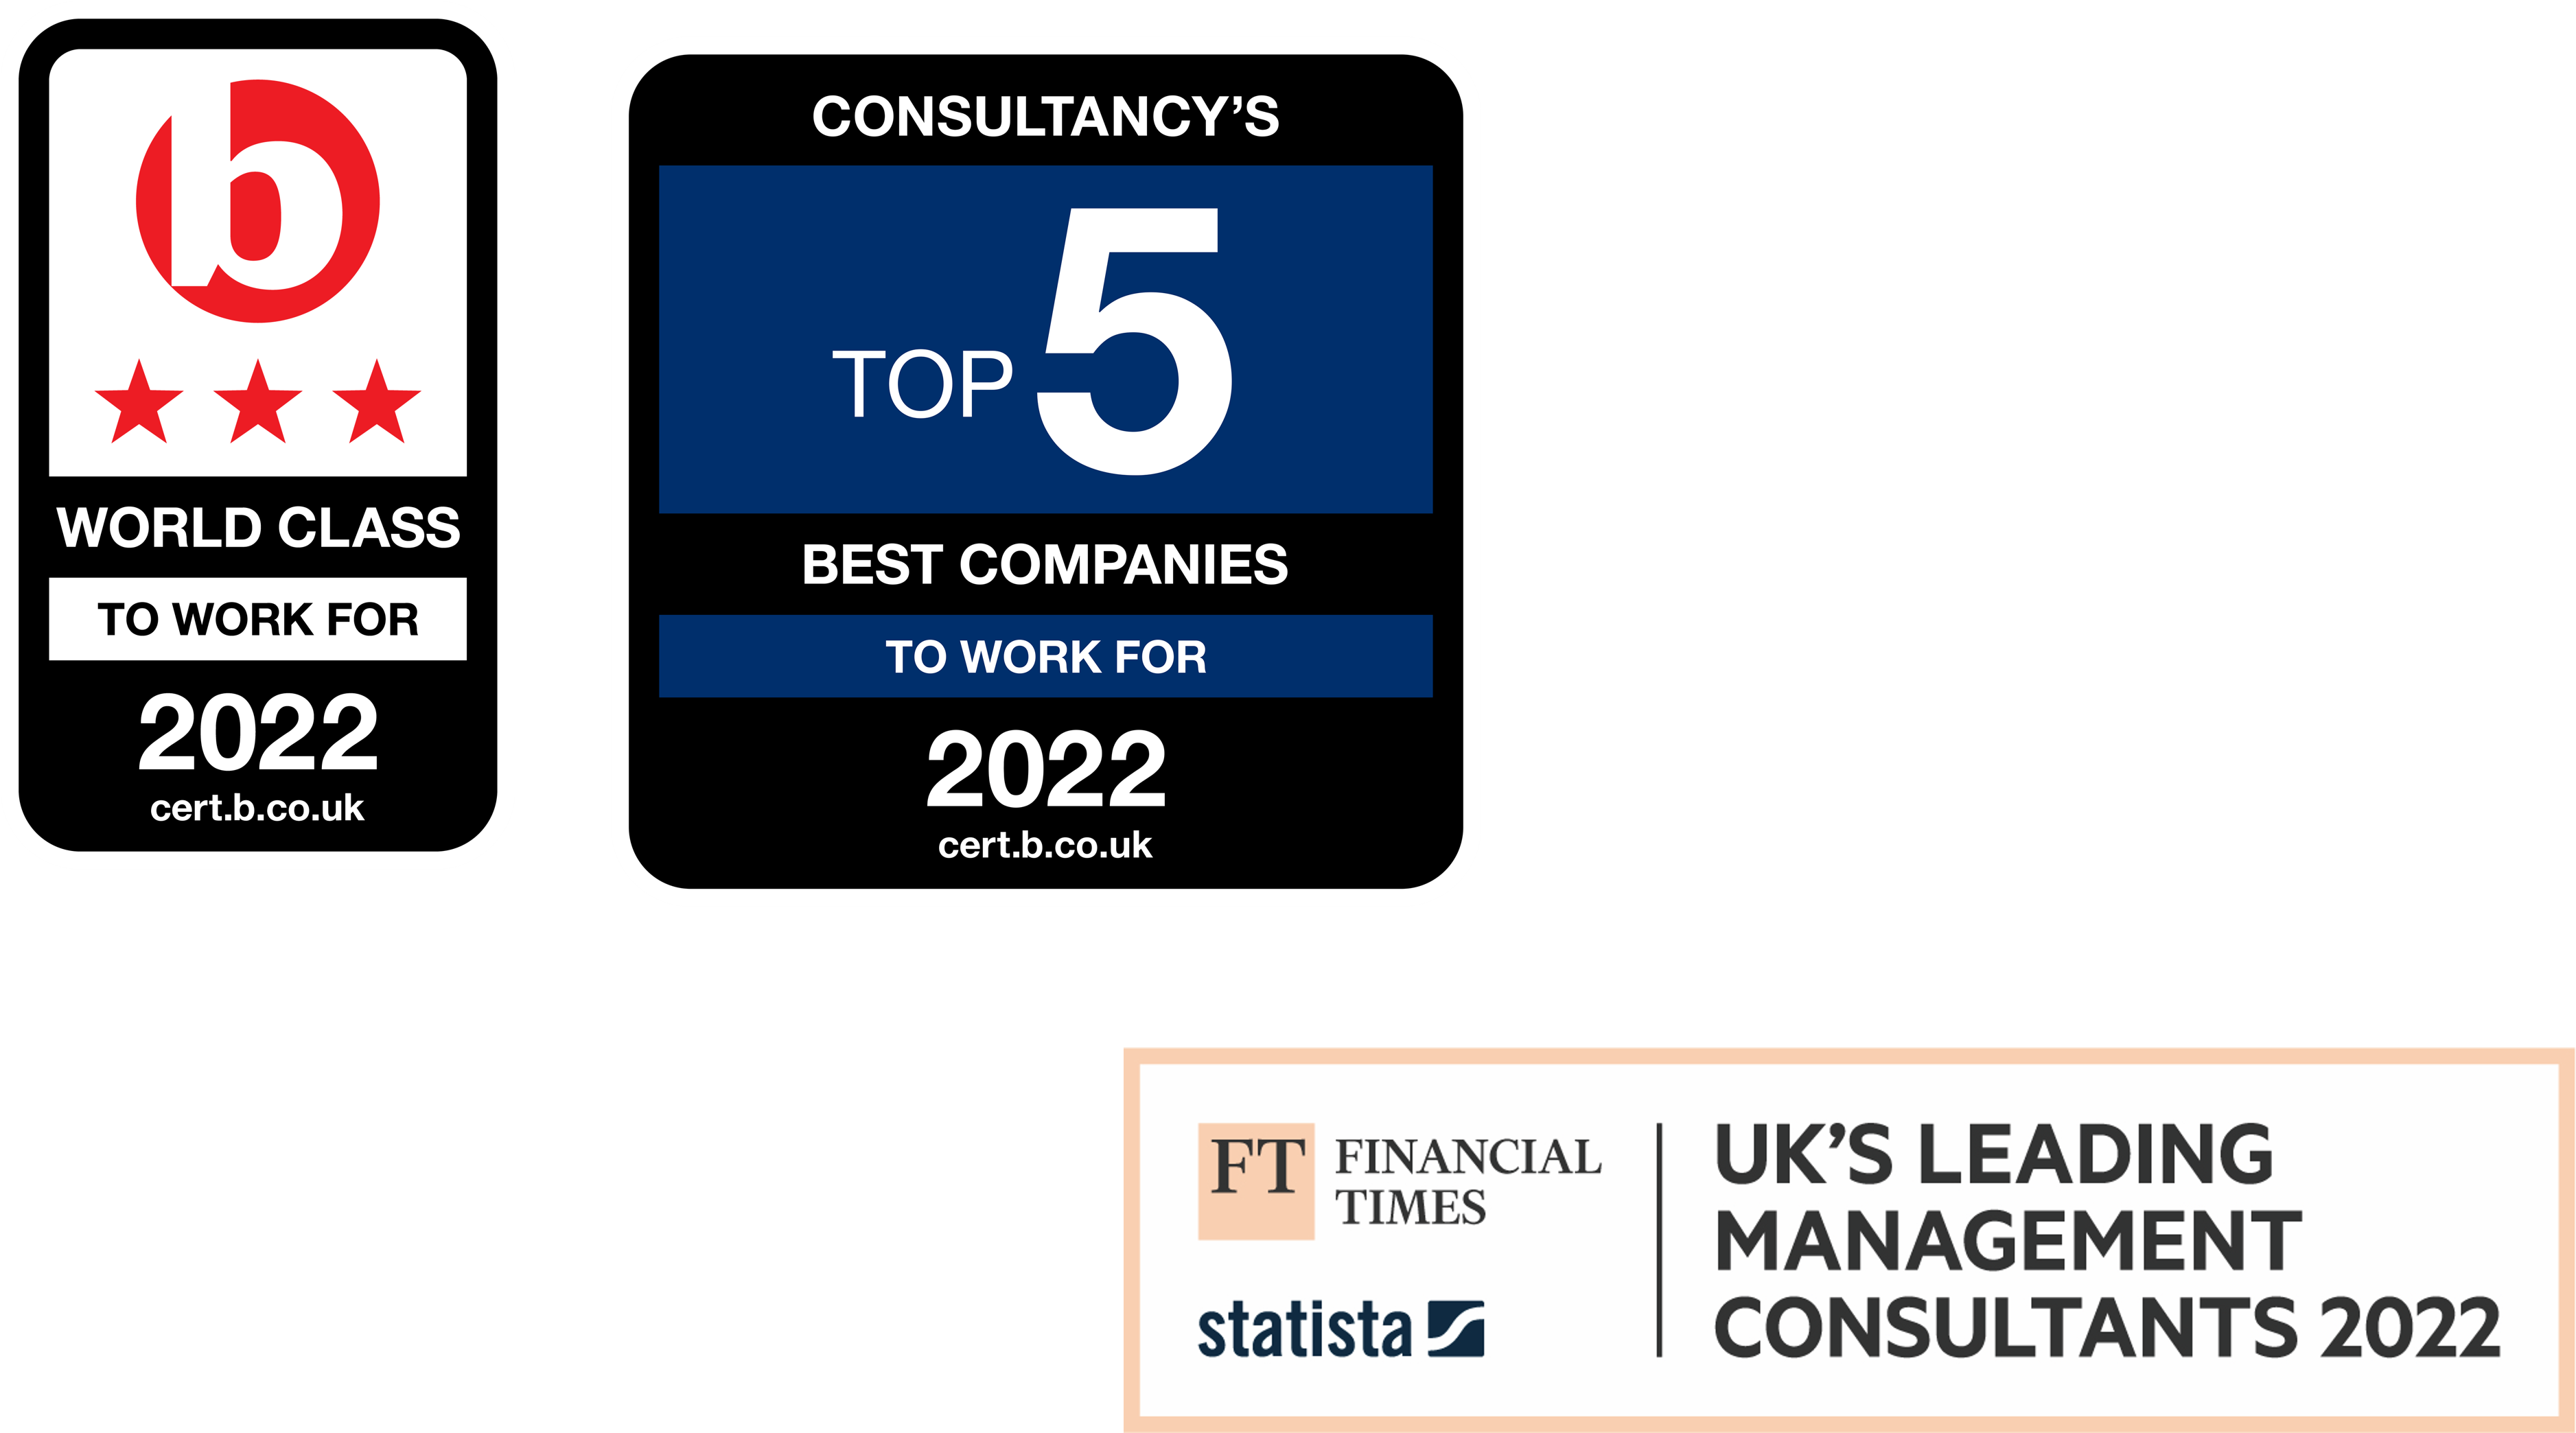 b
WORLD CLASS
TO WORK FOR
2022
cert.b.co.uk
CONSULTANCY’S
TOP 5
BEST COMPANIES
TO WORK FOR
2022
cert.b.co.uk
FT
FINANCIAL
TIMES
statista
UK’S LEADING
MANAGEMENT
CONSULTANTS 2022